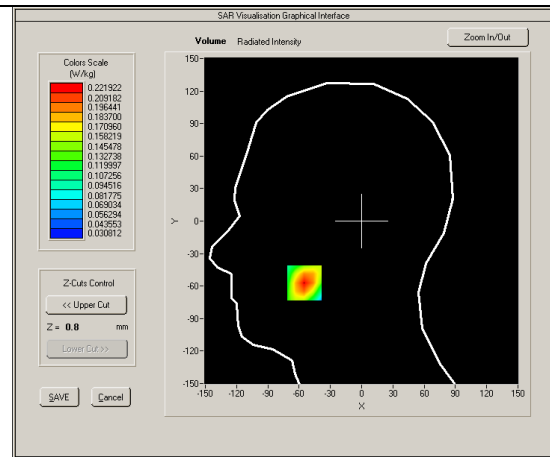 SAR Visualisation Graphical Interface
Volume Radiated Intensity
Zoom In/Out
Colors Scale
(W/kg)
0.221922
0.209182
0.196441
0.183700
0.170960
0.158219
0.145478
0.132738
0.119997
0.107256
0.094516
0.081775
0.069034
0.056294
0.043553
0.030812
Z-Cuts Control
<< Upper Cut
Z = 0.8 mm
Lower Cut >>
SAVE Cancel
150-
120-
90-
60-
30-
Y 0-
-30-
-60-
-90-
-120-
-150-
-150 -120 -90 -60 -30 0 30 60 90 120 150
X